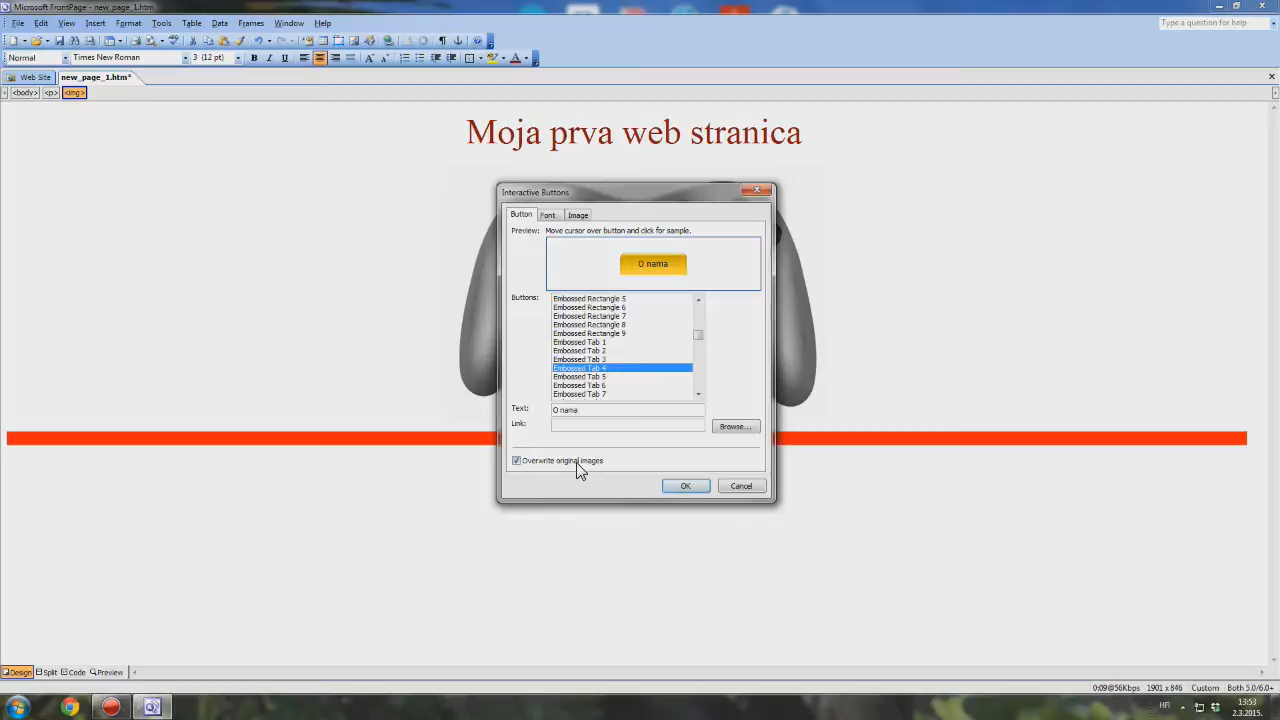 Microsoft FrontPage - new_page_1.htm
File Edit View Insert Format Tools Table Data Frames Window Help
Type a question for help
Normal Times New Roman 3 (12 pt) B I U A A A
Web Site new_page_1.htm*
<body> <p> <img>
Moja prva web stranica
Interactive Buttons
Button Font Image
Preview: Move cursor over button and click for sample.
O nama
Buttons: Embossed Rectangle 5
Embossed Rectangle 6
Embossed Rectangle 7
Embossed Rectangle 8
Embossed Rectangle 9
Embossed Tab 1
Embossed Tab 2
Embossed Tab 3
Embossed Tab 4
Embossed Tab 5
Embossed Tab 6
Embossed Tab 7
Text: O nama
Link: Browse...
Overwrite original images
OK Cancel
Design Split Code Preview
0:09@56Kbps 1901 x 846 Custom Both 5.0/6.0+
HR 13:53
2.3.2015.